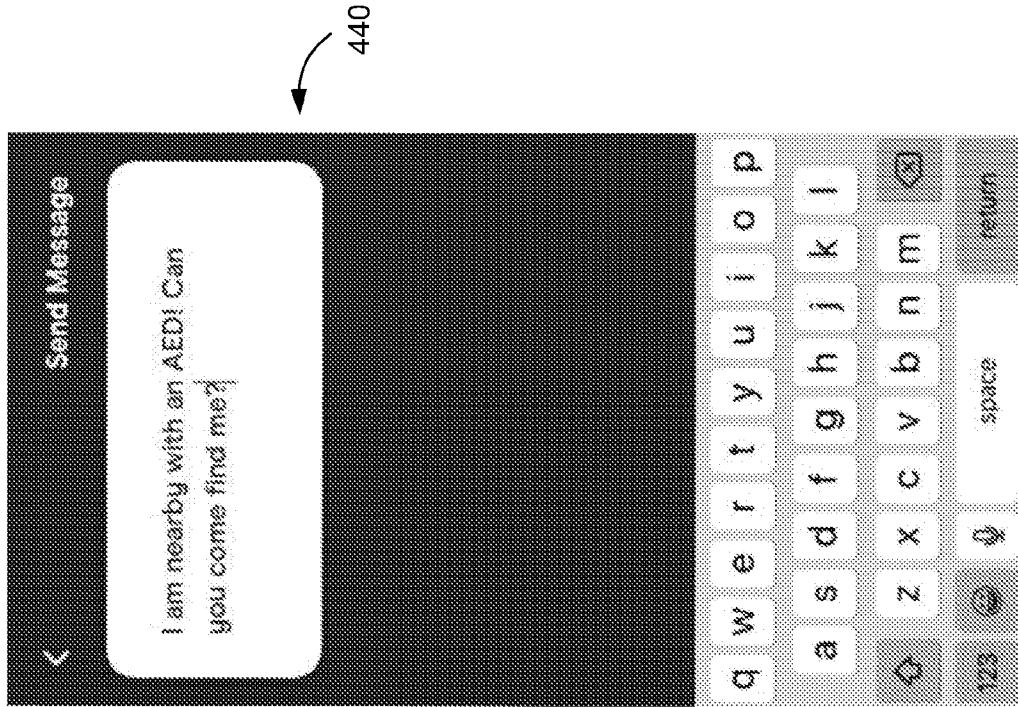 440
Send Message
I am nearby with an AED! Can
you come find me?
q w e r t y u i o p
a s d f g h j k l
z x c v b n m
123 space return